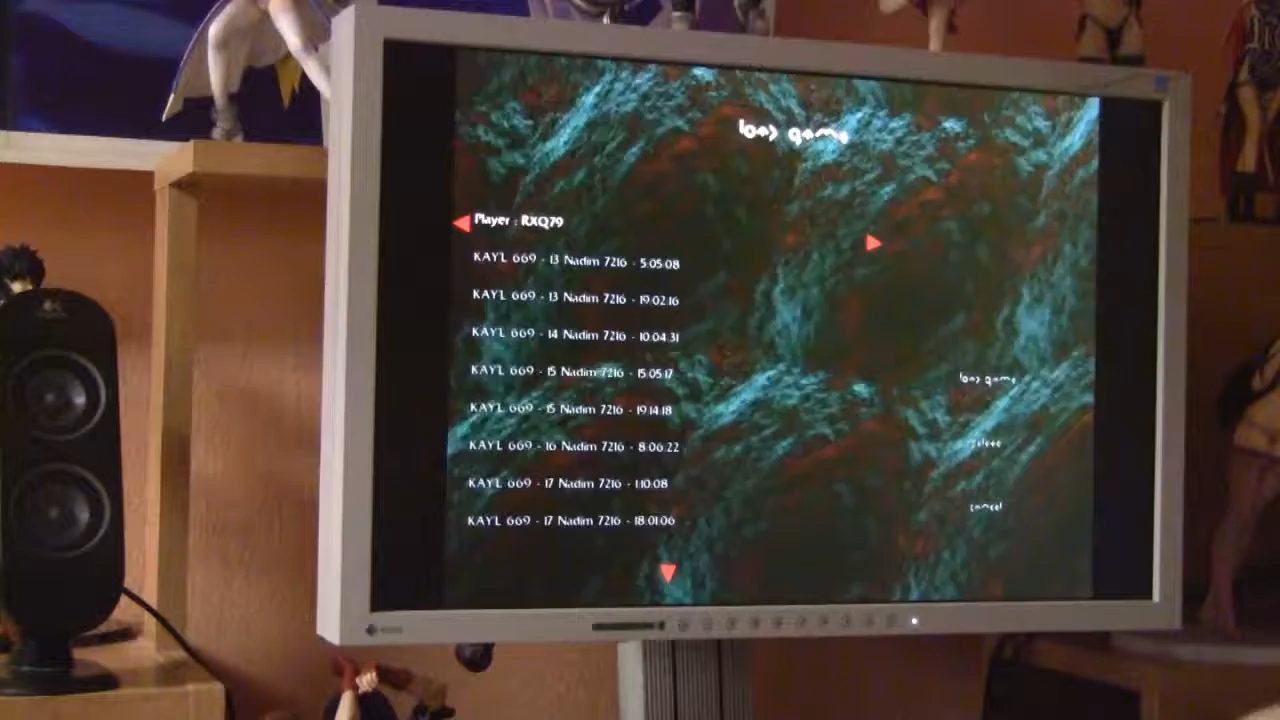 load game
Player : RXQ79
KAYL 669 - 13 Nadim 7216 - 5:05:08
KAYL 669 - 13 Nadim 7216 - 19:02:16
KAYL 669 - 14 Nadim 7216 - 10:04:31
KAYL 669 - 15 Nadim 7216 - 15:05:17
KAYL 669 - 15 Nadim 7216 - 19:14:18
KAYL 669 - 16 Nadim 7216 - 8:06:22
KAYL 669 - 17 Nadim 7216 - 1:10:08
KAYL 669 - 17 Nadim 7216 - 18:01:06
load game
delete
cancel